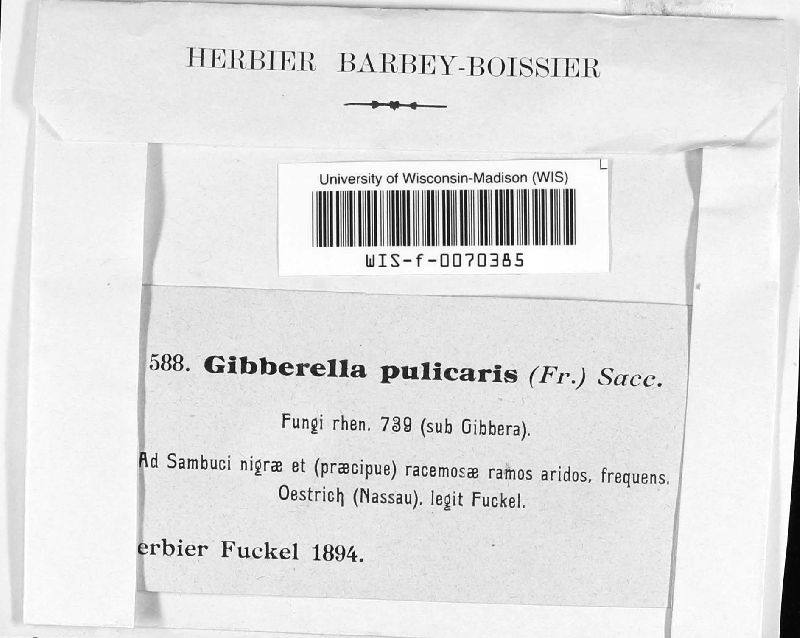 HERBIER BARBEY-BOISSIER
University of Wisconsin-Madison (WIS)
WIS-f-0070385
588. Gibberella pulicaris (Fr.) Sacc.
Fungi rhen. 739 (sub Gibbera).
Ad Sambuci nigræ et (præcipue) racemosæ ramos aridos, frequens.
Oestrich (Nassau). legit Fuckel.
erbier Fuckel 1894.